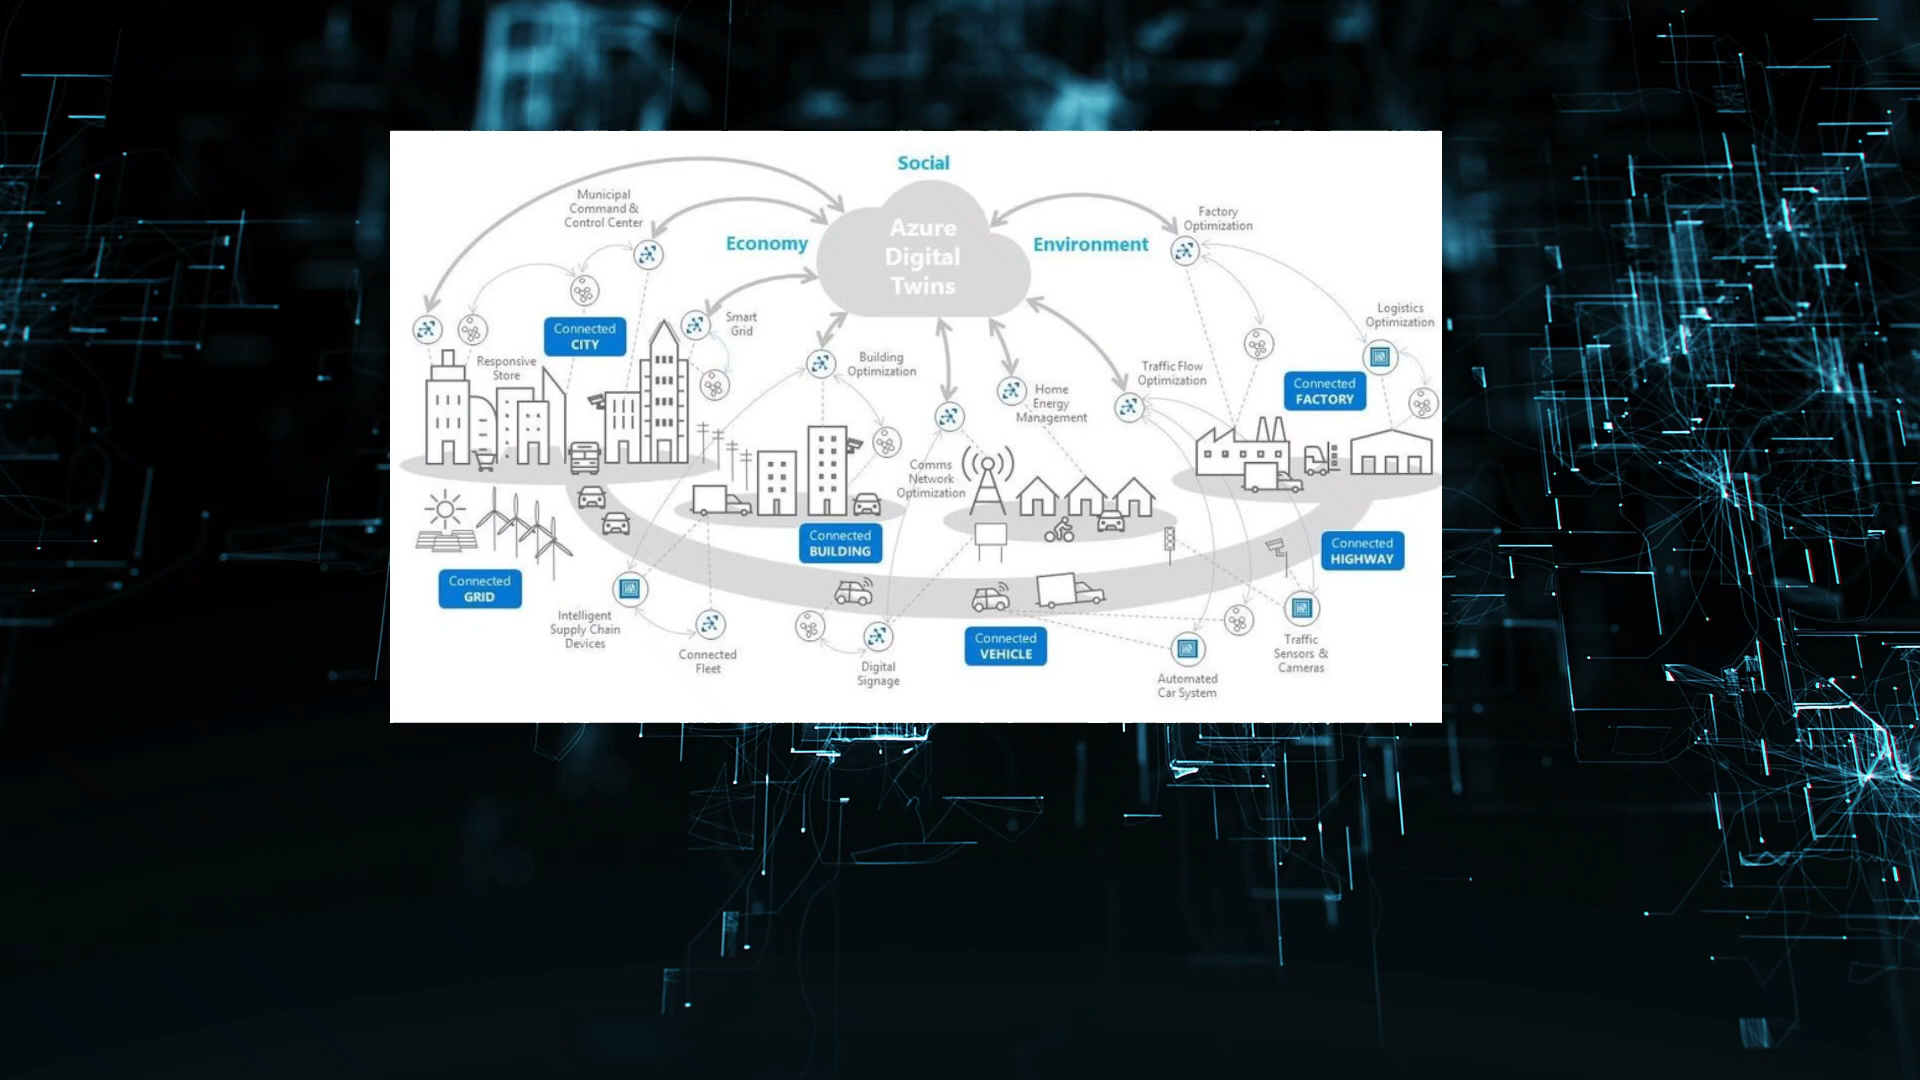 Social
Azure
Digital
Twins
Economy
Environment
Municipal
Command &
Control Center
Factory
Optimization
Connected
CITY
Smart
Grid
Responsive
Store
Building
Optimization
Home
Energy
Management
Traffic Flow
Optimization
Logistics
Optimization
Connected
FACTORY
Comms
Network
Optimization
Connected
BUILDING
Connected
HIGHWAY
Connected
GRID
Intelligent
Supply Chain
Devices
Connected
Fleet
Digital
Signage
Connected
VEHICLE
Automated
Car System
Traffic
Sensors &
Cameras